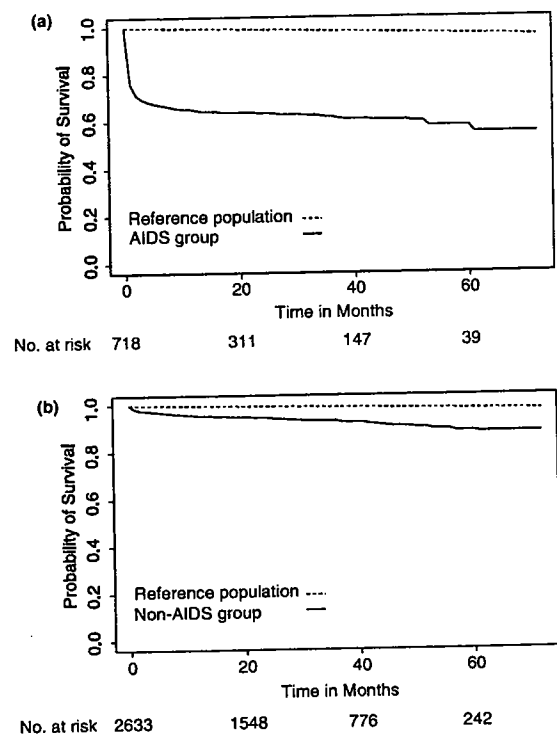 (a)
Probability of Survival
1.0
0.8
0.6
0.4
0.2
0.0
Reference population
AIDS group
0 20 40 60
Time in Months
No. at risk 718 311 147 39
(b)
Probability of Survival
1.0
0.8
0.6
0.4
0.2
0.0
Reference population
Non-AIDS group
0 20 40 60
Time in Months
No. at risk 2633 1548 776 242